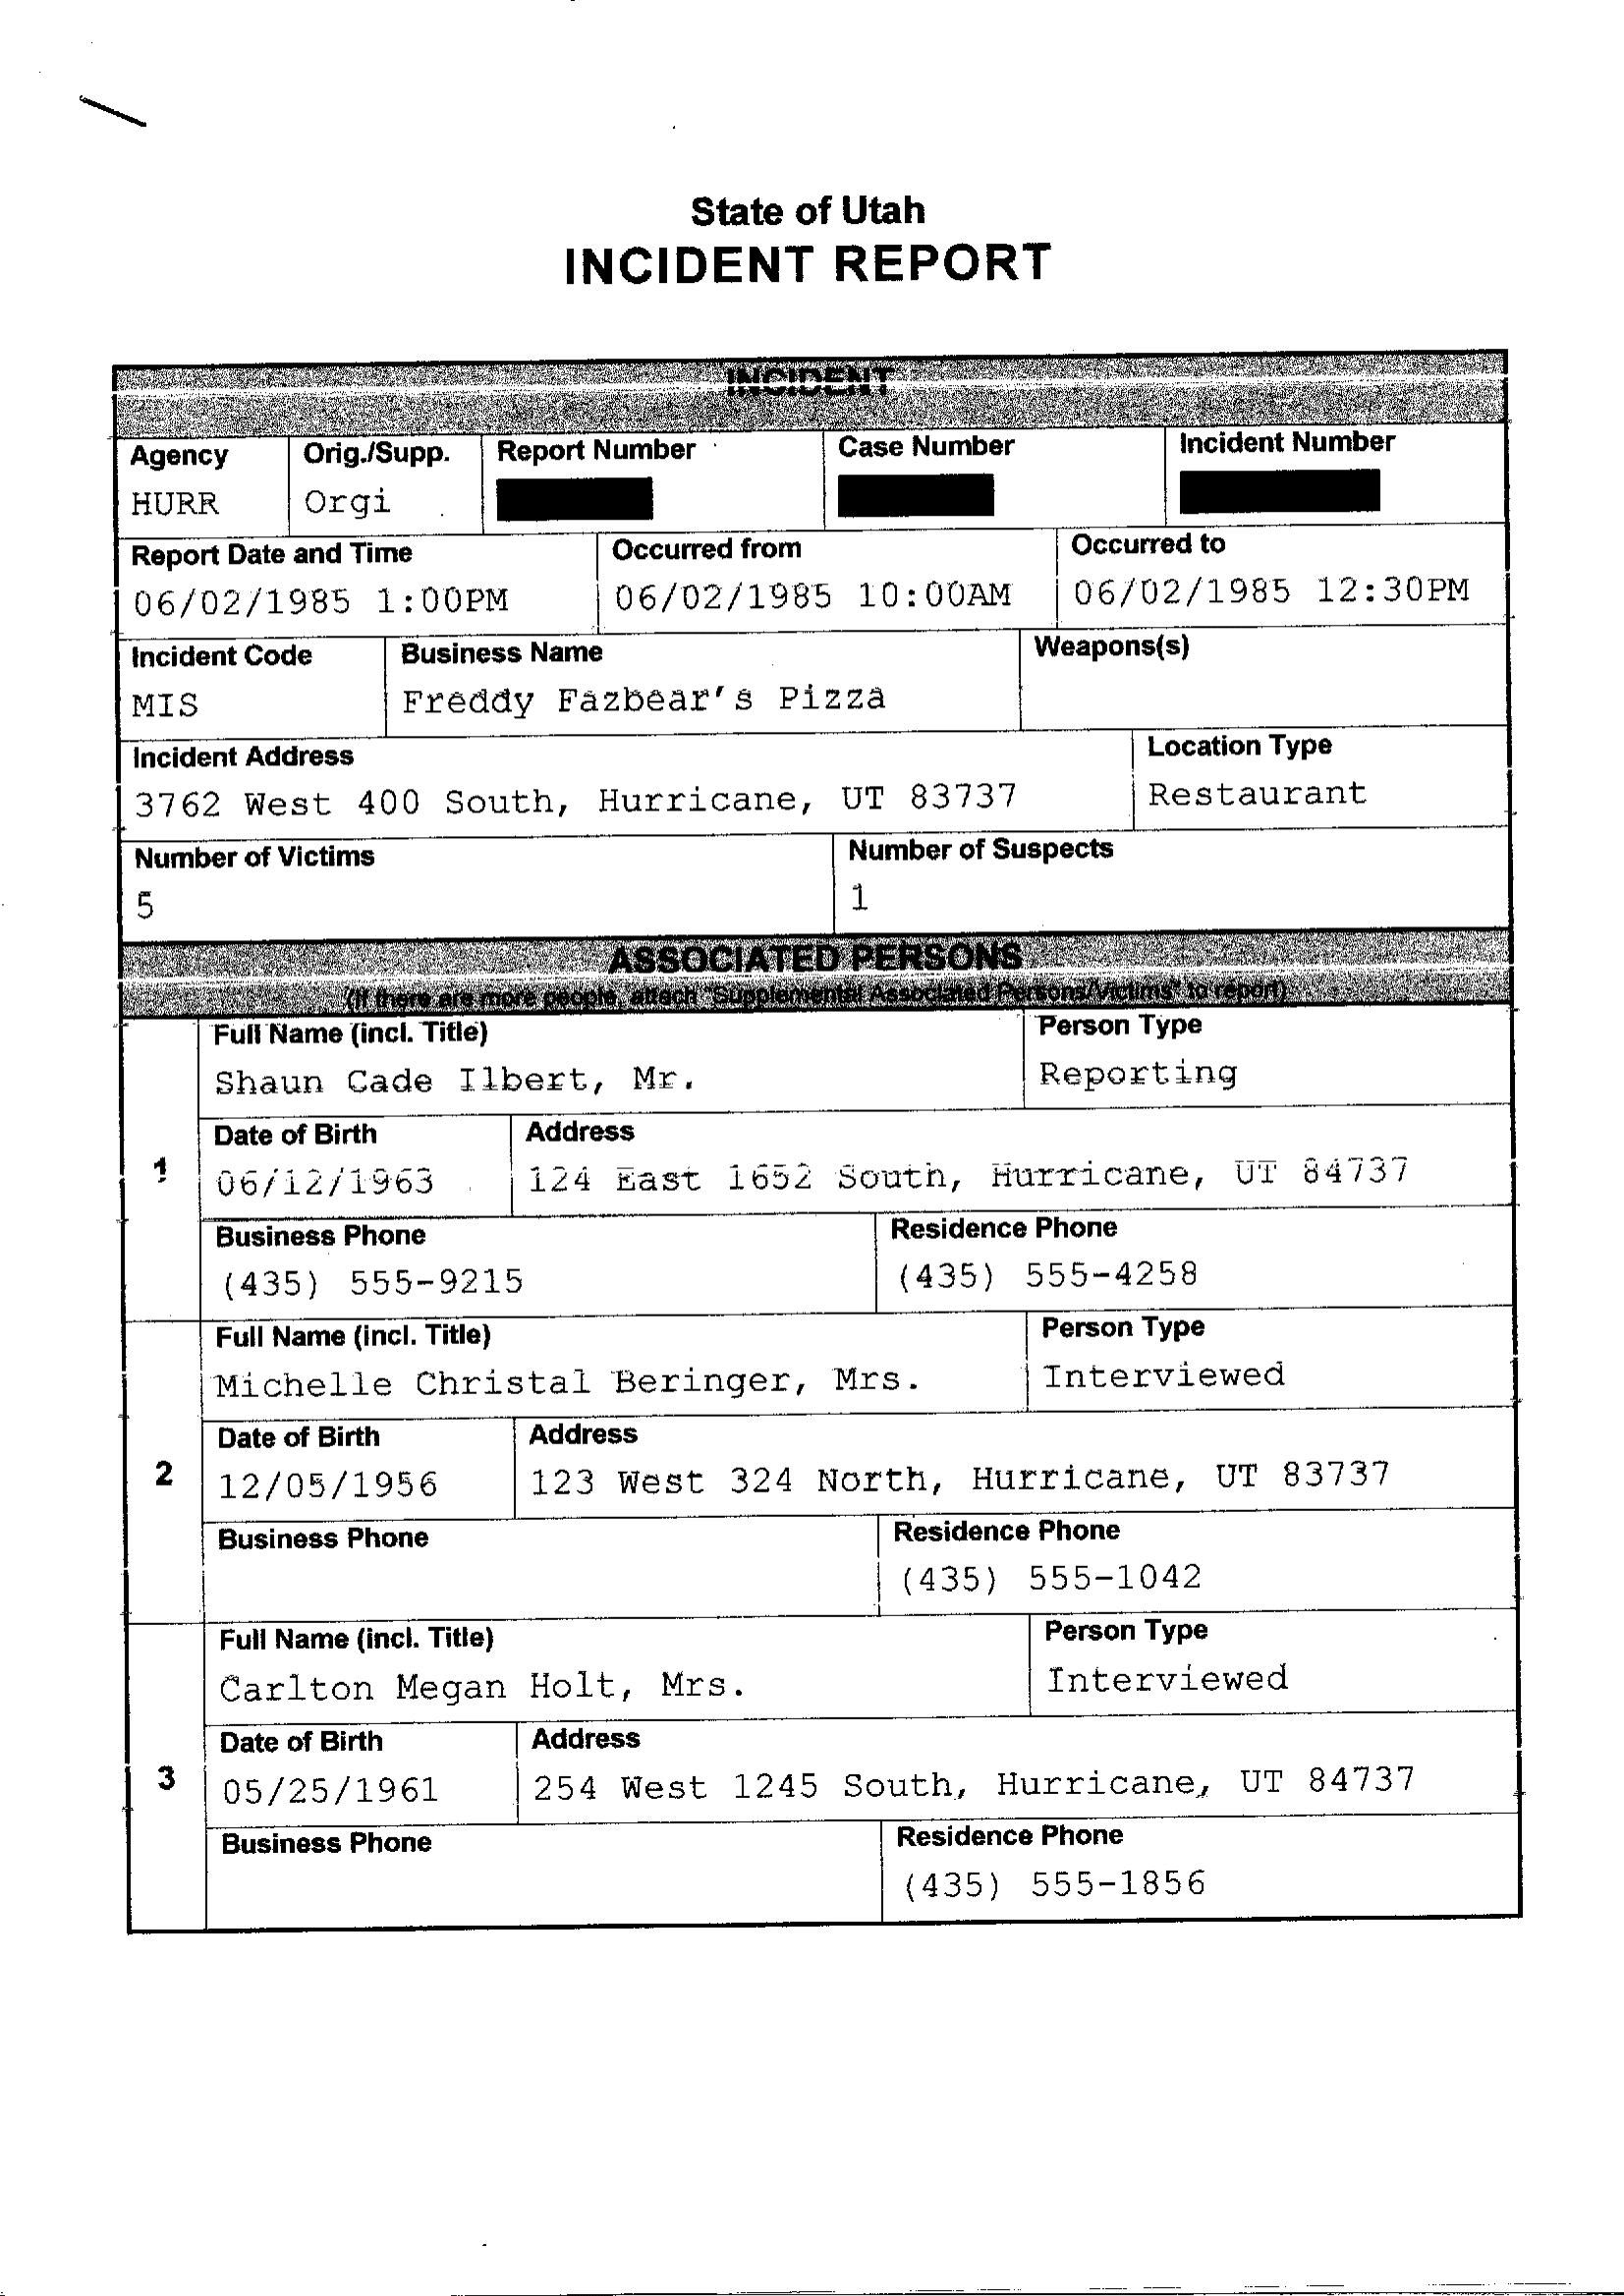 State of Utah
INCIDENT REPORT
INCIDENT
Agency Orig./Supp. Report Number Case Number Incident Number
HURR Orgi
Report Date and Time Occurred from Occurred to
06/02/1985 1:00PM 06/02/1985 10:00AM 06/02/1985 12:30PM
Incident Code Business Name Weapons(s)
MIS Freddy Fazbear's Pizza
Incident Address Location Type
3762 West 400 South, Hurricane, UT 83737 Restaurant
Number of Victims Number of Suspects
5 1
ASSOCIATED PERSONS
(If there are more people, attach "Supplemental Associated Persons/Victims" to report)
Full Name (incl. Title) Person Type
Shaun Cade Ilbert, Mr. Reporting
Date of Birth Address
1 06/12/1963 124 East 1652 South, Hurricane, UT 84737
Business Phone Residence Phone
(435) 555-9215 (435) 555-4258
Full Name (incl. Title) Person Type
Michelle Christal Beringer, Mrs. Interviewed
Date of Birth Address
2 12/05/1956 123 West 324 North, Hurricane, UT 83737
Business Phone Residence Phone
(435) 555-1042
Full Name (incl. Title) Person Type
Carlton Megan Holt, Mrs. Interviewed
Date of Birth Address
3 05/25/1961 254 West 1245 South, Hurricane, UT 84737
Business Phone Residence Phone
(435) 555-1856